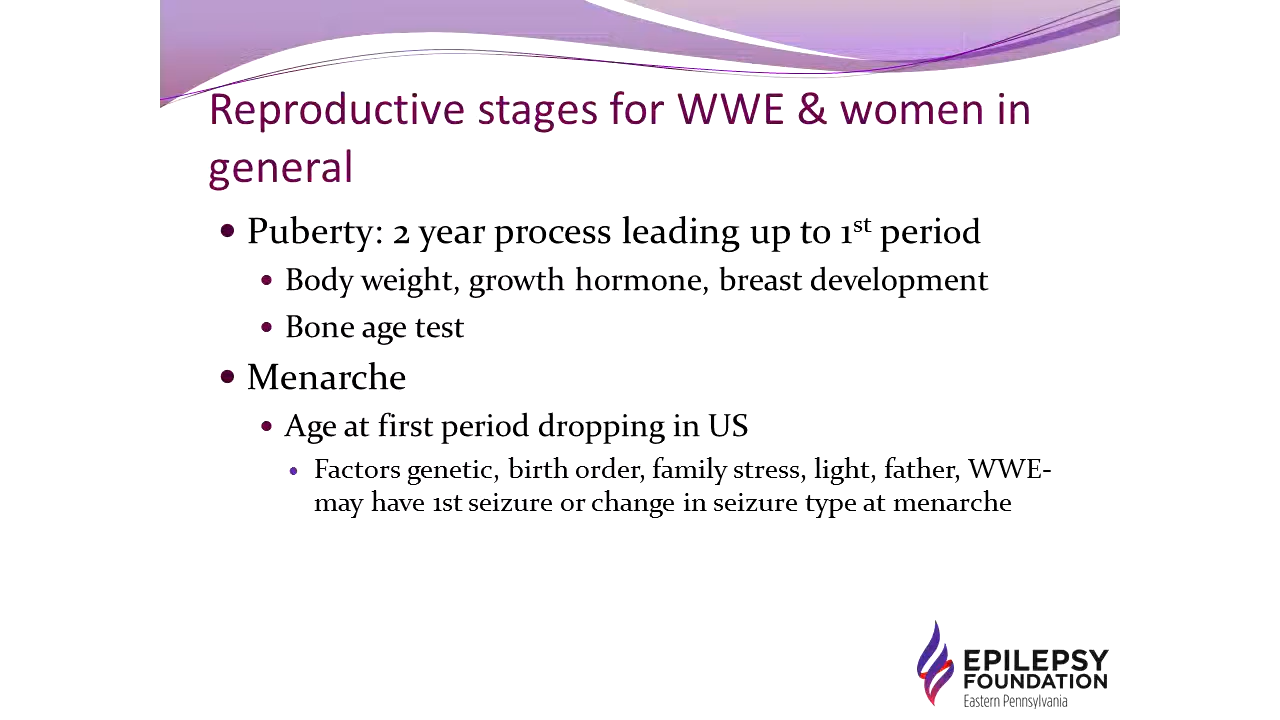 Reproductive stages for WWE & women in
general
• Puberty: 2 year process leading up to 1st period
• Body weight, growth hormone, breast development
• Bone age test
• Menarche
• Age at first period dropping in US
• Factors genetic, birth order, family stress, light, father, WWE-
may have 1st seizure or change in seizure type at menarche
EPILEPSY
FOUNDATION
Eastern Pennsylvania